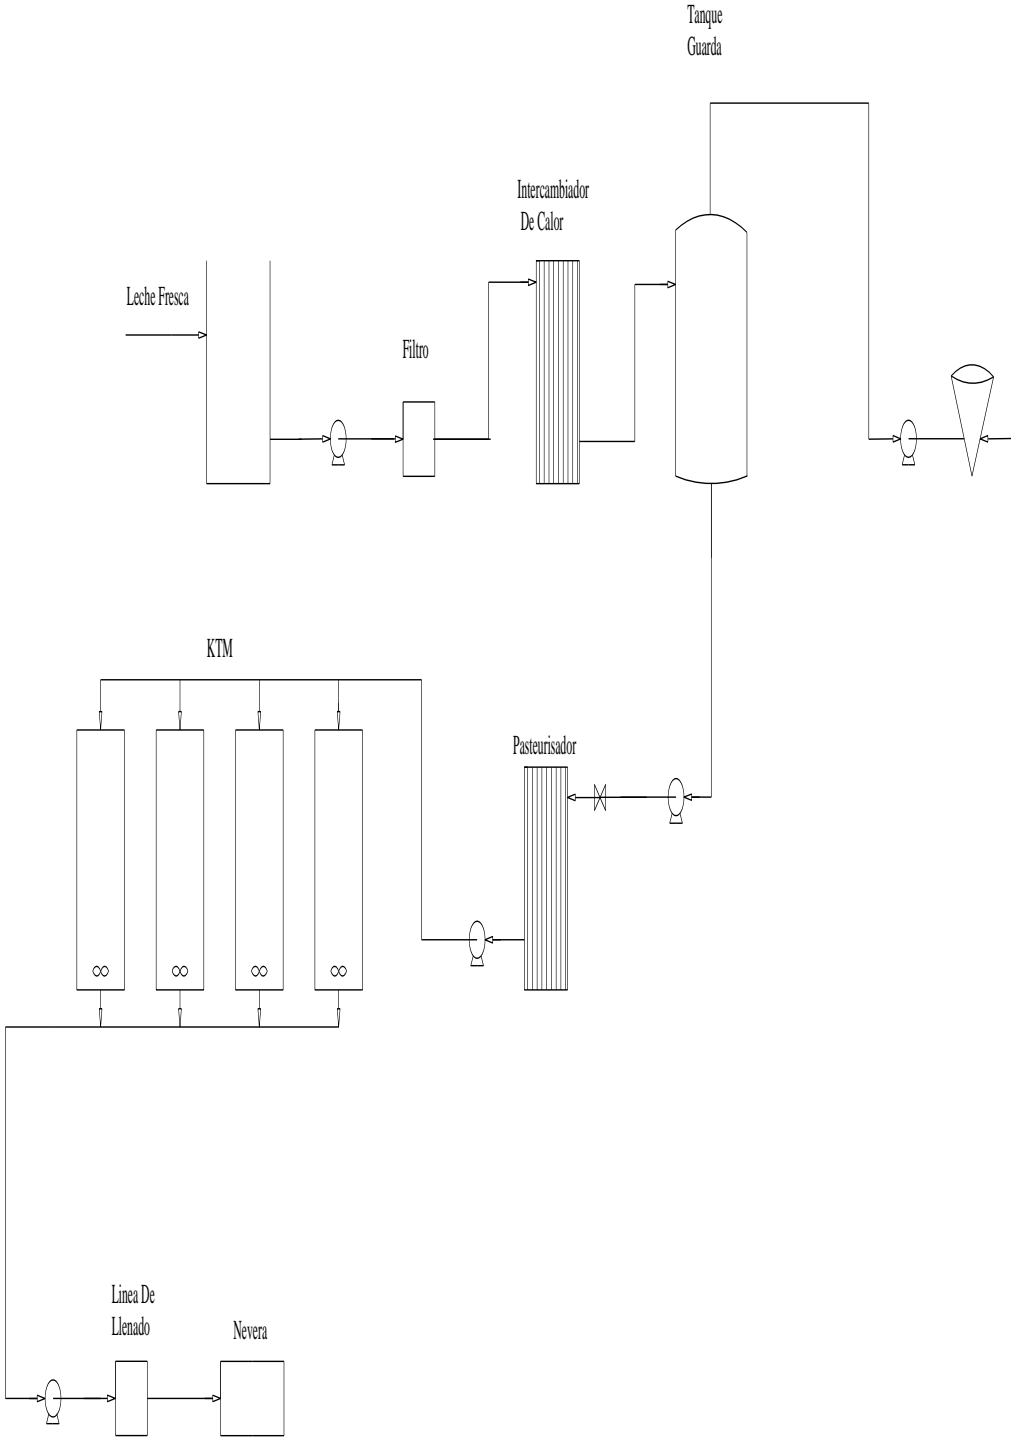 Tanque
Guarda
Intercambiador
De Calor
Leche Fresca
Filtro
KTM
Pasteurisador
Linea De
Llenado
Nevera